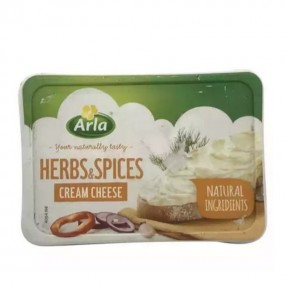 Arla
Your naturally tasty
HERBS & SPICES
CREAM CHEESE
NATURAL
INGREDIENTS